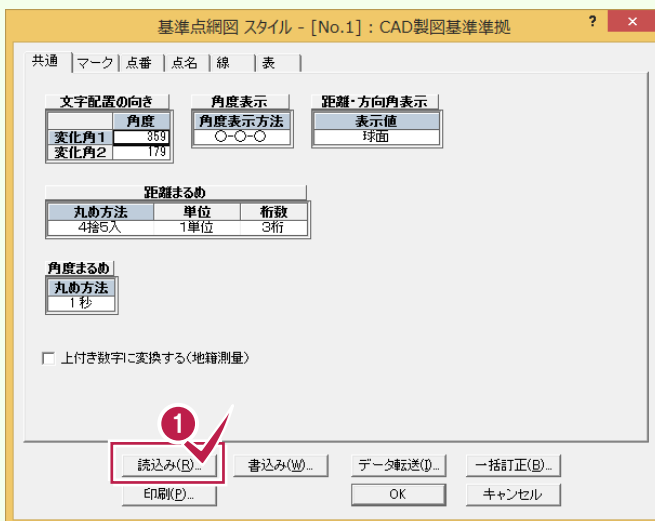 基準点網図 スタイル - [No.1] : CAD製図基準準拠 ? ×
共通 マーク 点番 点名 線 表
文字配置の向き 角度表示 距離・方向角表示
角度 角度表示方法 表示値
変化角1 359 〇-〇-〇 球面
変化角2 179
距離まるめ
丸め方法 単位 桁数
4捨5入 1単位 3桁
角度まるめ
丸め方法
1秒
上付き数字に変換する(地籍測量)
1
読込み(R)... 書込み(W)... データ転送(I)... 一括訂正(B)...
印刷(P)... OK キャンセル